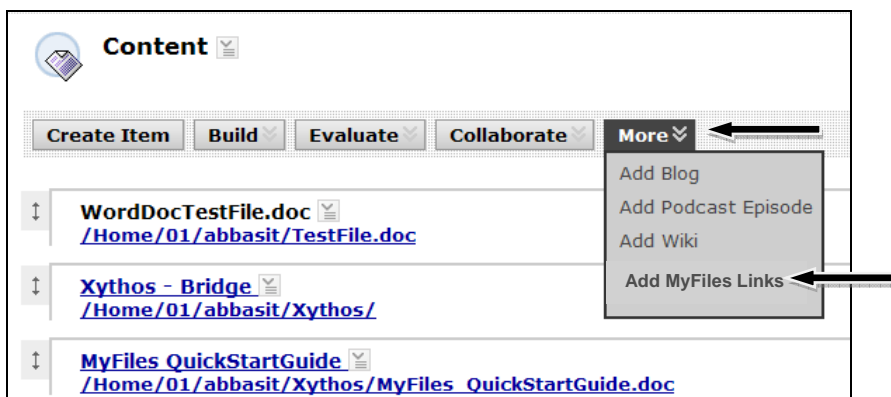 Content
Create Item Build Evaluate Collaborate More
Add Blog
Add Podcast Episode
Add Wiki
Add MyFiles Links
WordDocTestFile.doc
/Home/01/abbasit/TestFile.doc
Xythos - Bridge
/Home/01/abbasit/Xythos/
MyFiles QuickStartGuide
/Home/01/abbasit/Xythos/MyFiles_QuickStartGuide.doc